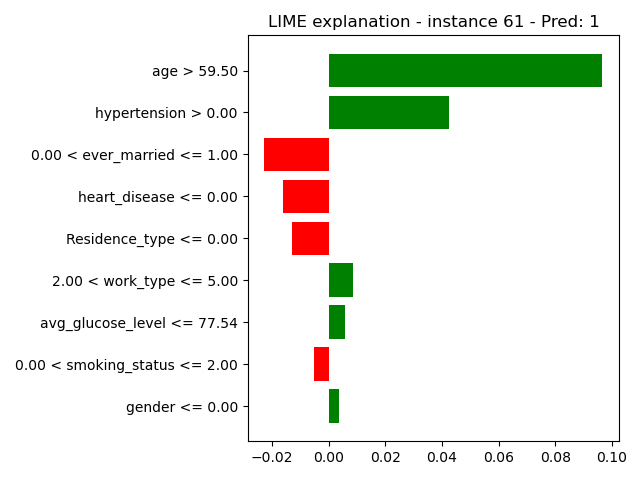 LIME explanation - instance 61 - Pred: 1
age > 59.50
hypertension > 0.00
0.00 < ever_married <= 1.00
heart_disease <= 0.00
Residence_type <= 0.00
2.00 < work_type <= 5.00
avg_glucose_level <= 77.54
0.00 < smoking_status <= 2.00
gender <= 0.00
−0.02 0.00 0.02 0.04 0.06 0.08 0.10